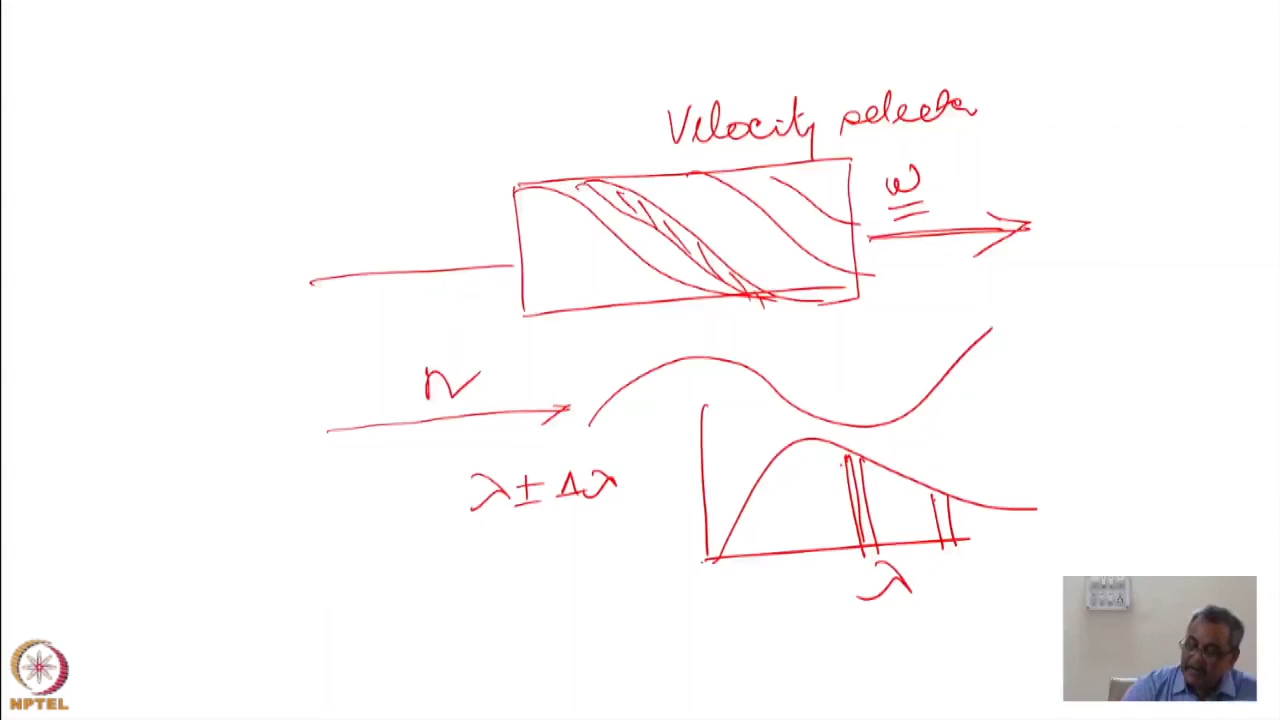 Velocity selector
ω
n
λ ± Δλ
λ
NPTEL